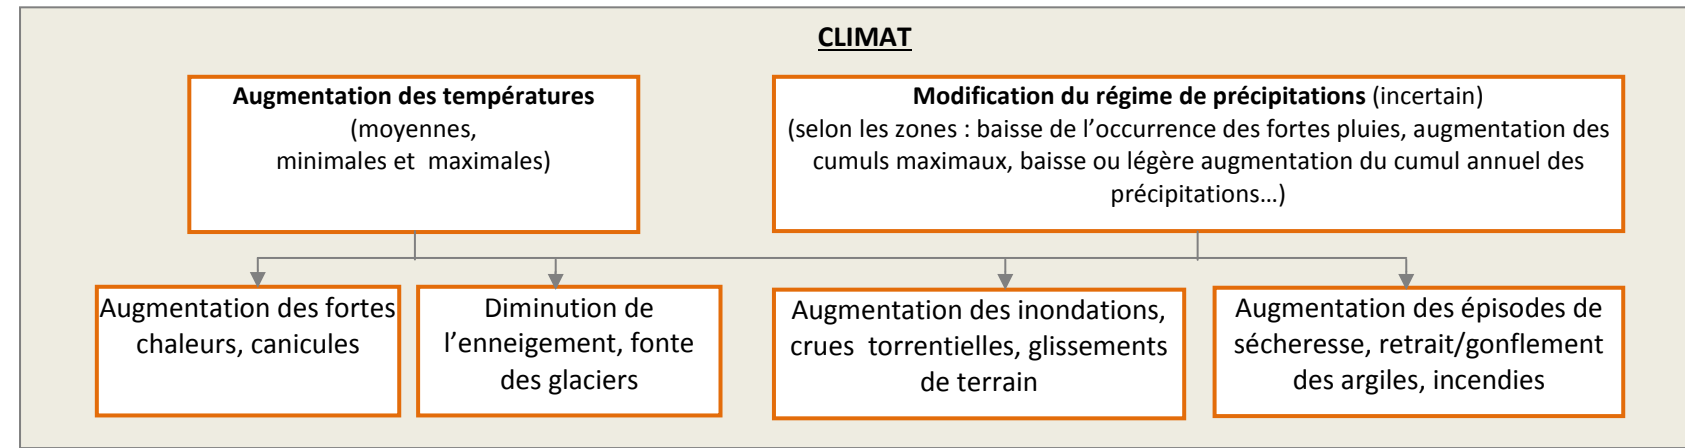 CLIMAT
Augmentation des températures
(moyennes,
minimales et maximales)
Modification du régime de précipitations (incertain)
(selon les zones : baisse de l’occurrence des fortes pluies, augmentation des
cumuls maximaux, baisse ou légère augmentation du cumul annuel des
précipitations…)
Augmentation des fortes
chaleurs, canicules
Diminution de
l’enneigement, fonte
des glaciers
Augmentation des inondations,
crues torrentielles, glissements
de terrain
Augmentation des épisodes de
sécheresse, retrait/gonflement
des argiles, incendies